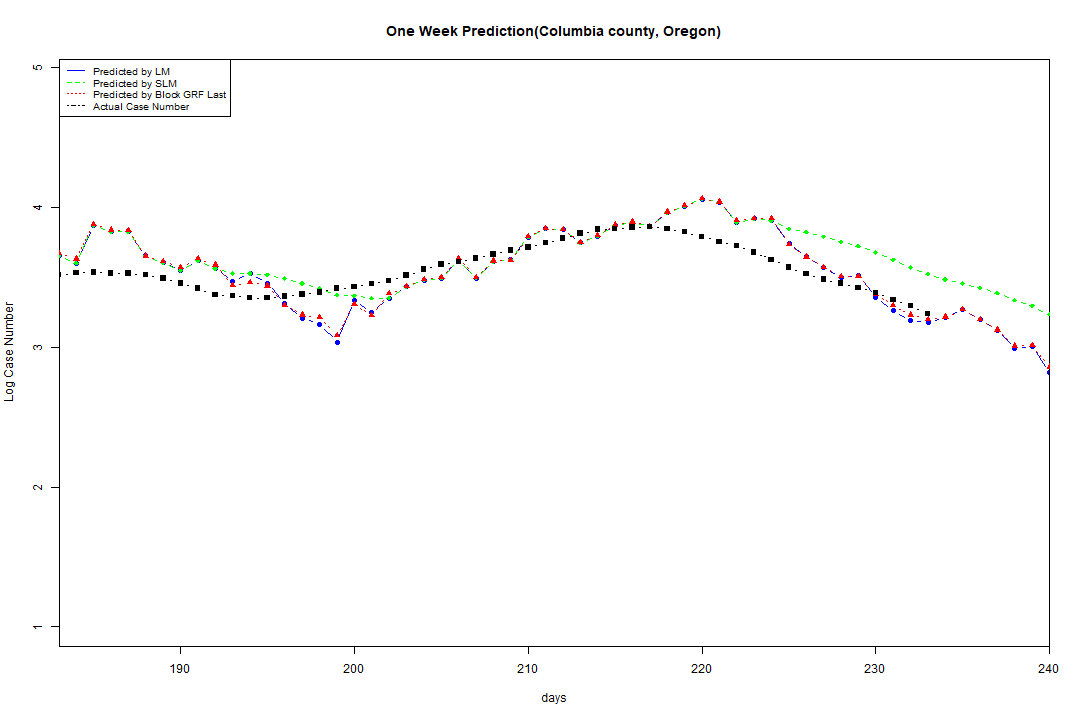 One Week Prediction(Columbia county, Oregon)
Predicted by LM
Predicted by SLM
Predicted by Block GRF Last
Actual Case Number
5
4
3
2
1
Log Case Number
190 200 210 220 230 240
days